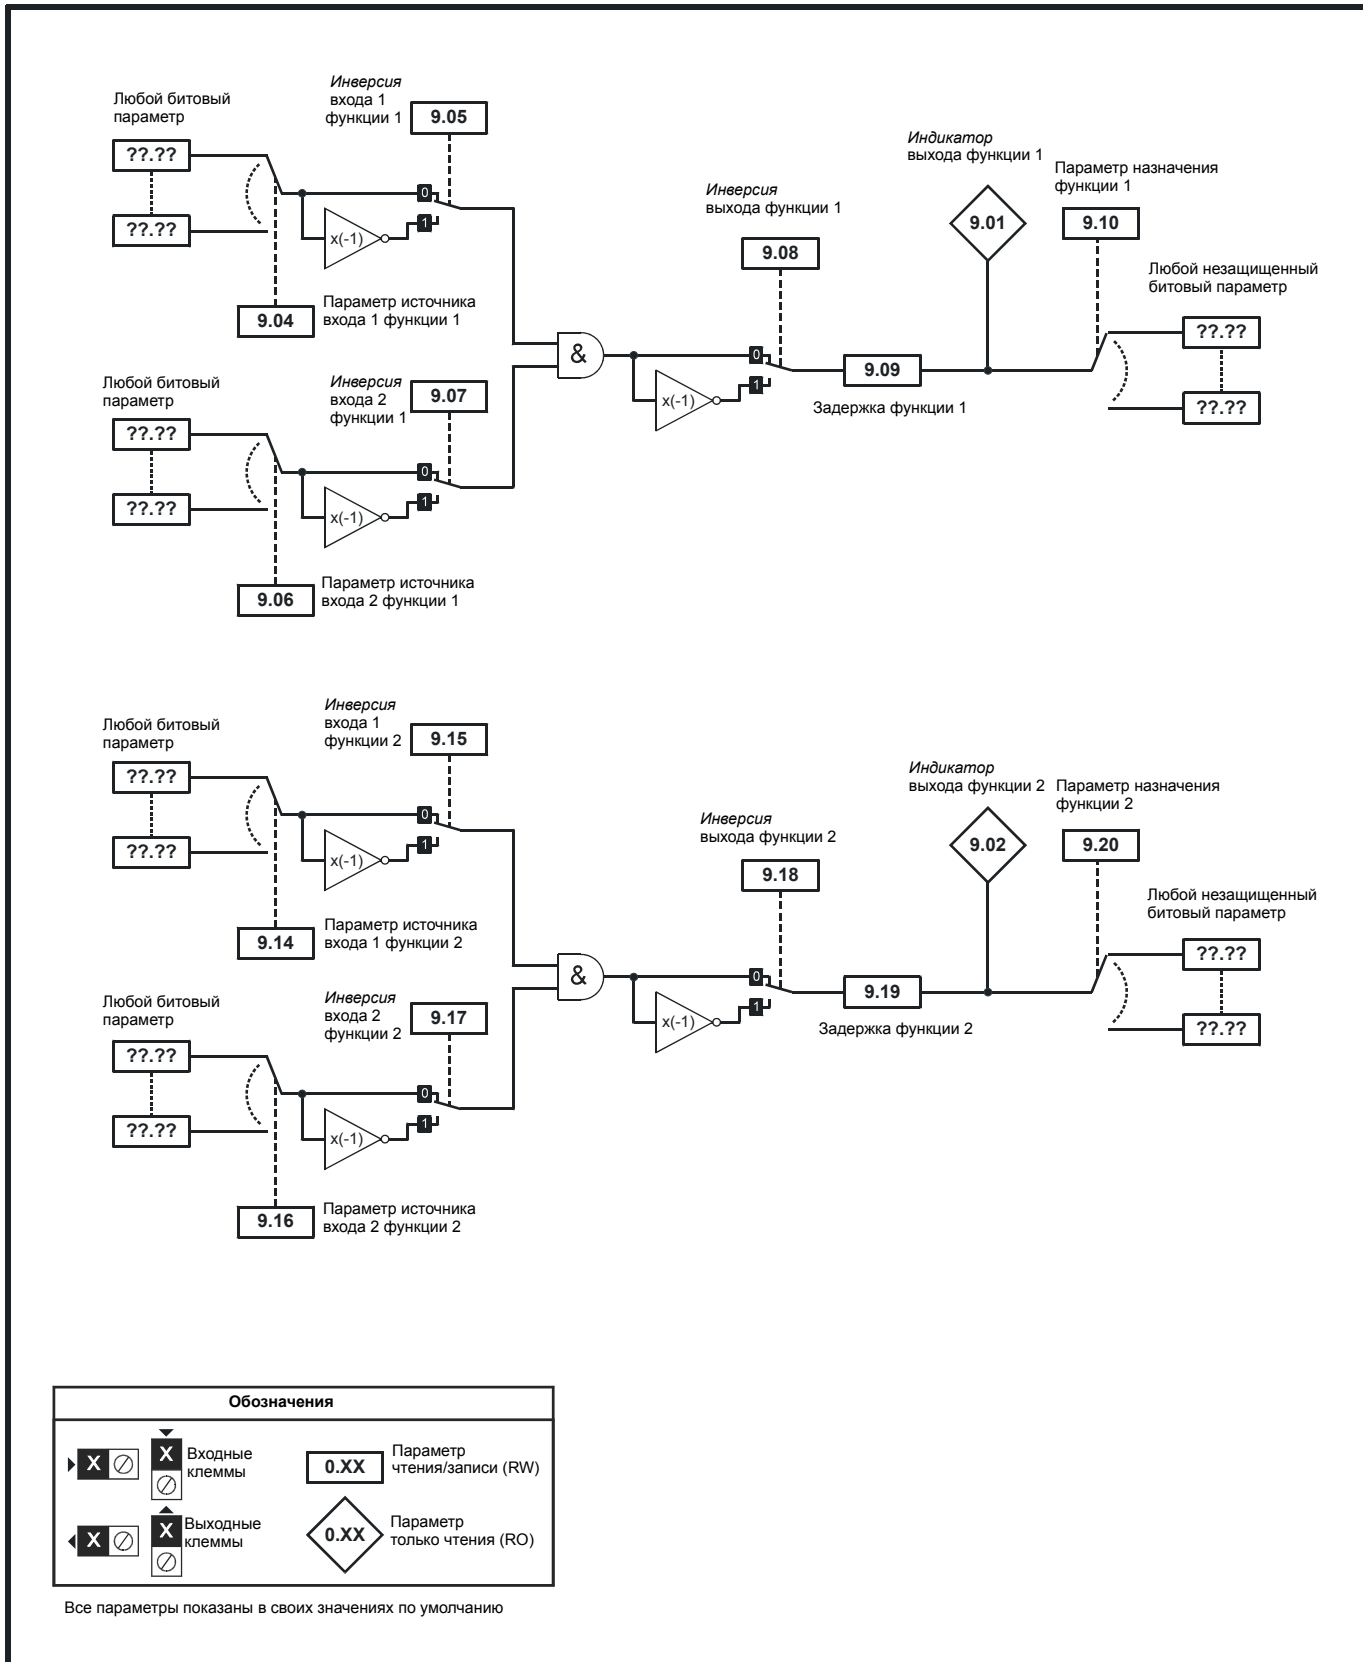 Любой битовый
параметр
??.??
??.??
Инверсия
входа 1
функции 1
9.05
0
1
x(-1)
9.04
Параметр источника
входа 1 функции 1
Любой битовый
параметр
??.??
??.??
Инверсия
входа 2
функции 1
9.07
0
1
x(-1)
9.06
Параметр источника
входа 2 функции 1
&
Инверсия
выхода функции 1
9.08
0
1
x(-1)
9.09
Задержка функции 1
Индикатор
выхода функции 1
9.01
Параметр назначения
функции 1
9.10
Любой незащищенный
битовый параметр
??.??
??.??
Любой битовый
параметр
??.??
??.??
Инверсия
входа 1
функции 2
9.15
0
1
x(-1)
9.14
Параметр источника
входа 1 функции 2
Любой битовый
параметр
??.??
??.??
Инверсия
входа 2
функции 2
9.17
0
1
x(-1)
9.16
Параметр источника
входа 2 функции 2
&
Инверсия
выхода функции 2
9.18
0
1
x(-1)
9.19
Задержка функции 2
Индикатор
выхода функции 2
9.02
Параметр назначения
функции 2
9.20
Любой незащищенный
битовый параметр
??.??
??.??
Обозначения
X
X
Входные
клеммы
0.XX
Параметр
чтения/записи (RW)
X
X
Выходные
клеммы
0.XX
Параметр
только чтения (RO)
Все параметры показаны в своих значениях по умолчанию